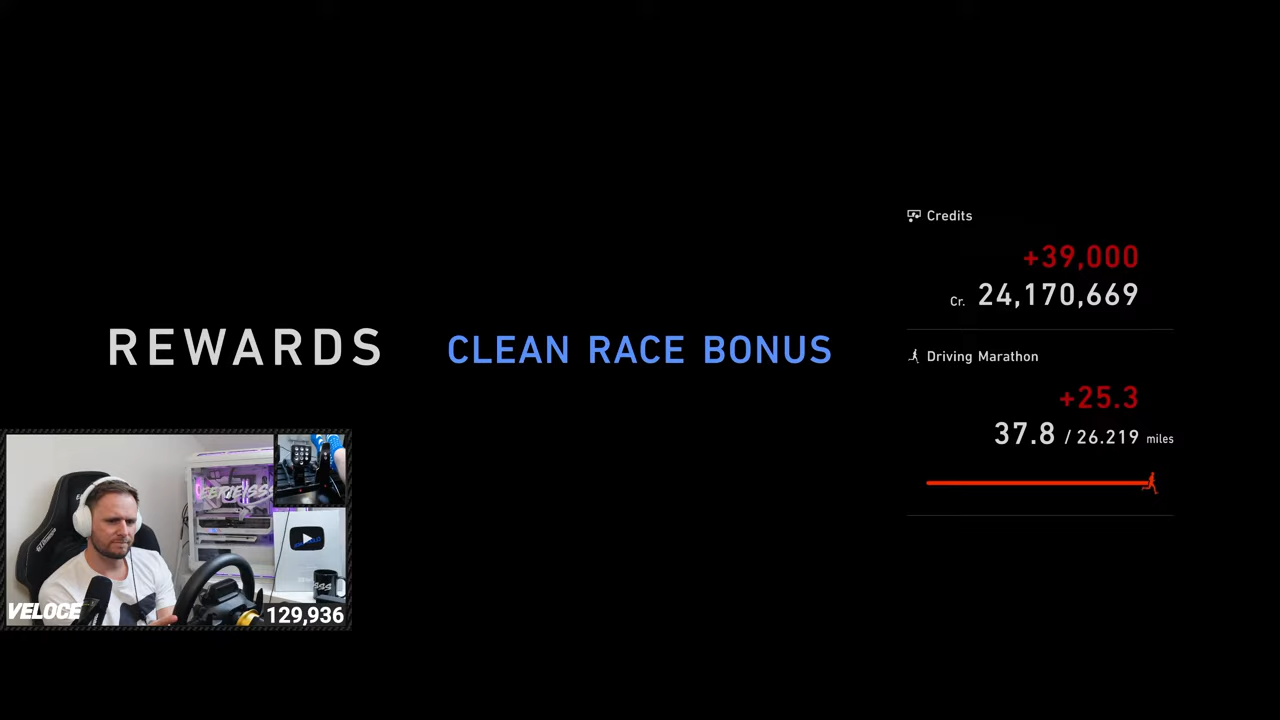 Credits
+39,000
Cr. 24,170,669
REWARDS
CLEAN RACE BONUS
Driving Marathon
+25.3
37.8 / 26.219 miles
EERIEISSSS
VELOCE
129,936